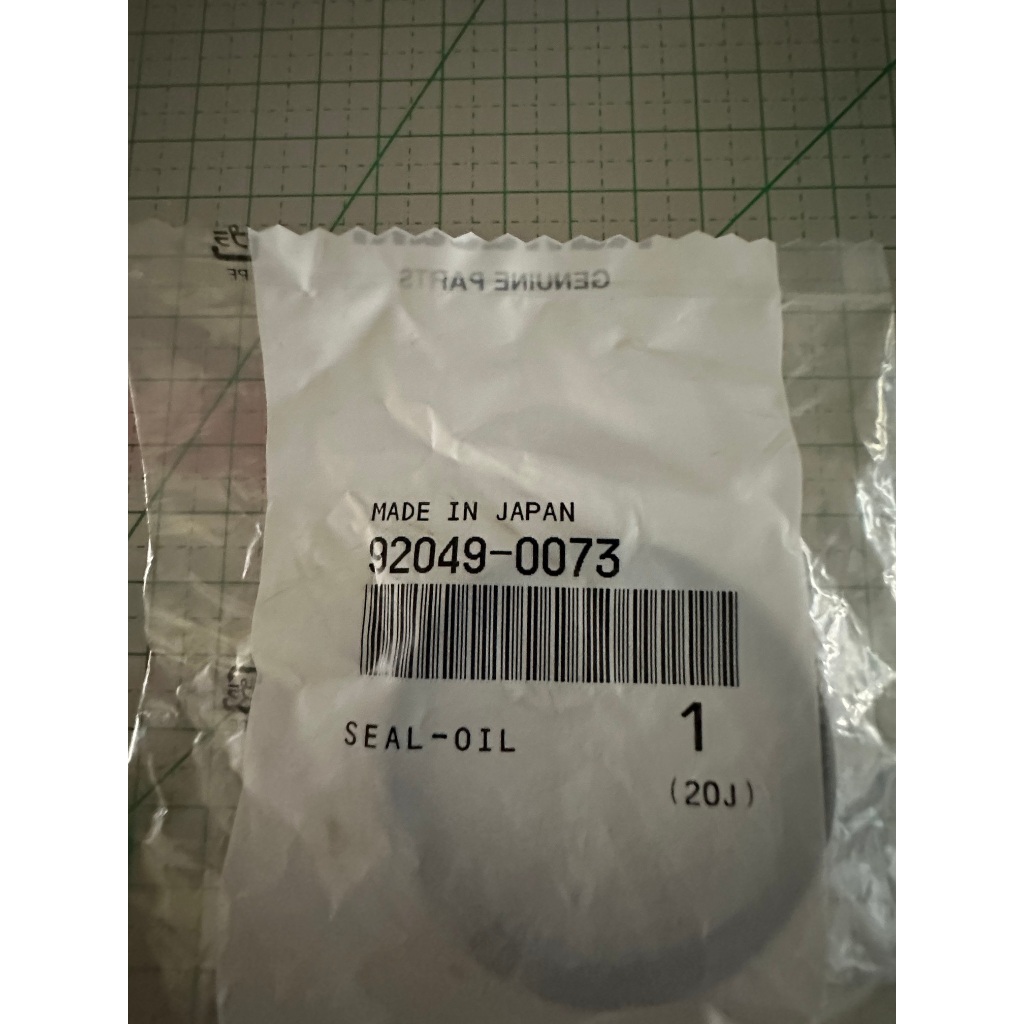 GENUINE PARTS
MADE IN JAPAN
92049-0073
SEAL-OIL
1
(20J)